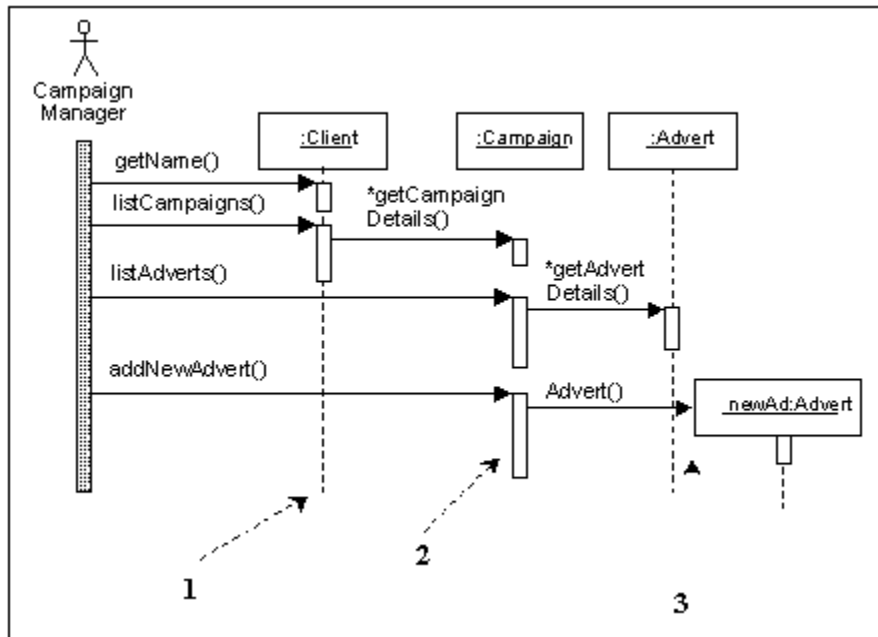 Campaign
Manager
:Client
:Campaign
:Advert
getName()
*getCampaign
Details()
listCampaigns()
*getAdvert
Details()
listAdverts()
addNewAdvert()
Advert()
newAd:Advert
1
2
3